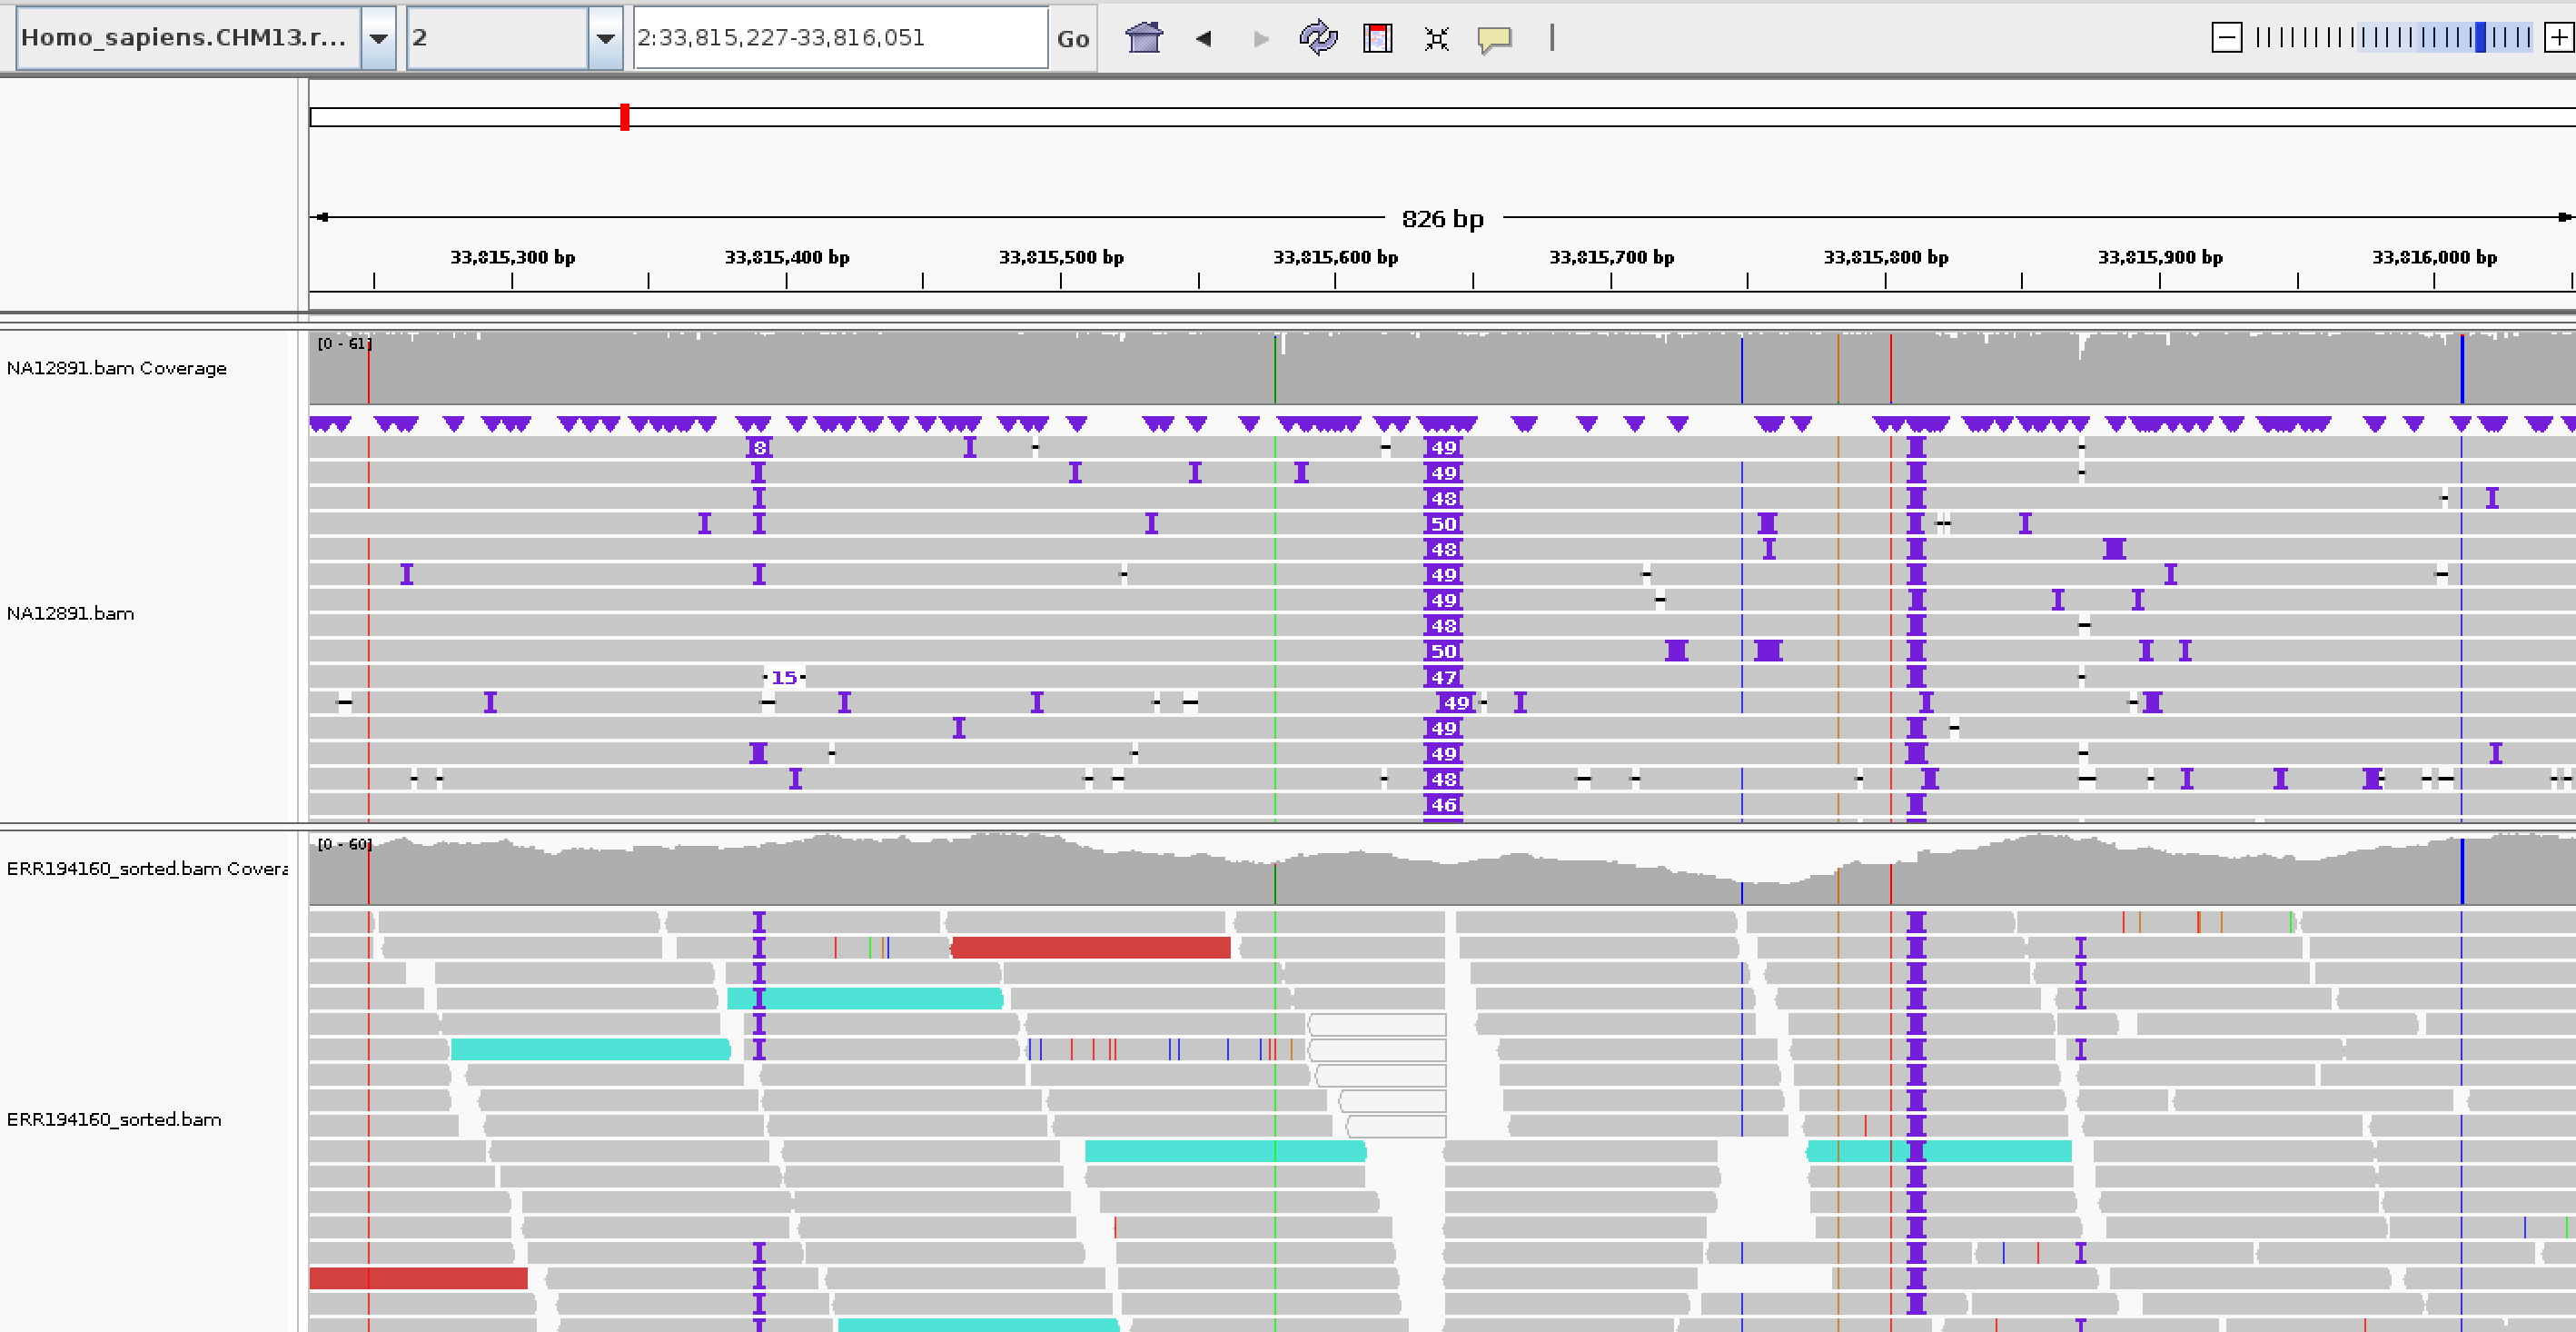 Homo_sapiens.CHM13.r... 2 2:33,815,227-33,816,051 Go
826 bp
33,815,300 bp 33,815,400 bp 33,815,500 bp 33,815,600 bp 33,815,700 bp 33,815,800 bp 33,815,900 bp 33,816,000 bp
[0 - 61]
NA12891.bam Coverage
8 49
49
48
50
48
49
NA12891.bam 49
48
50
15 47
49
49
49
48
46
[0 - 60]
ERR194160_sorted.bam Covera
ERR194160_sorted.bam